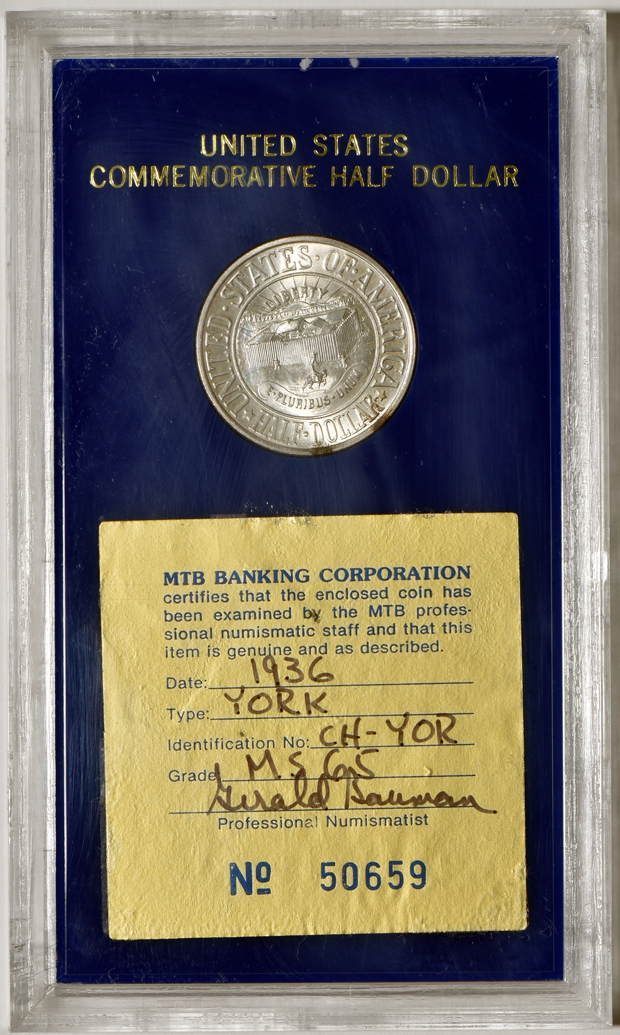 UNITED STATES
COMMEMORATIVE HALF DOLLAR
UNITED·STATES·OF·AMERICA
LIBERTY
E·PLURIBUS·UNUM
HALF·DOLLAR
MTB BANKING CORPORATION
certifies that the enclosed coin has
been examined by the MTB profes-
sional numismatic staff and that this
item is genuine and as described.
Date: 1936
Type: YORK
Identification No: CH-YOR
Grade M.S 65
Gerald Bauman
Professional Numismatist
No 50659